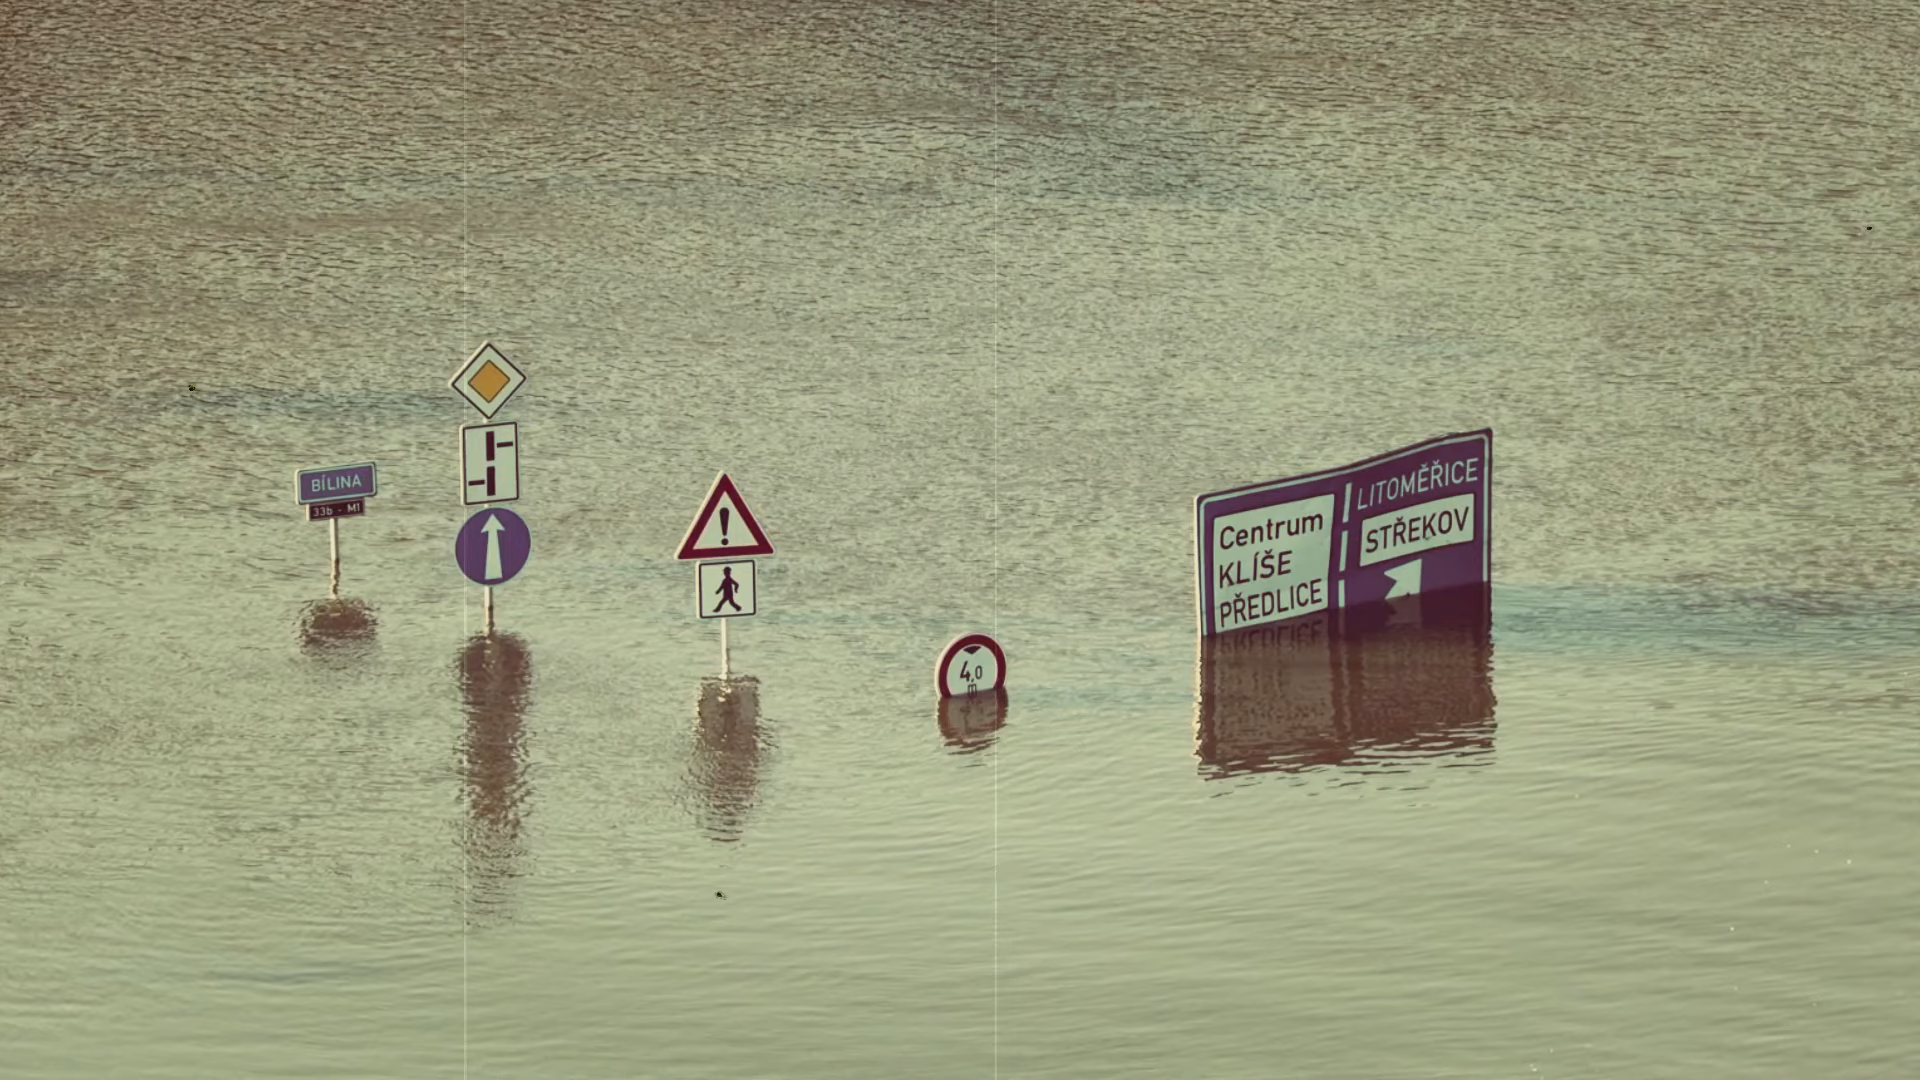 BÍLINA
33b - M1
4,0
m
Centrum
KLÍŠE
PŘEDLICE
LITOMĚŘICE
STŘEKOV